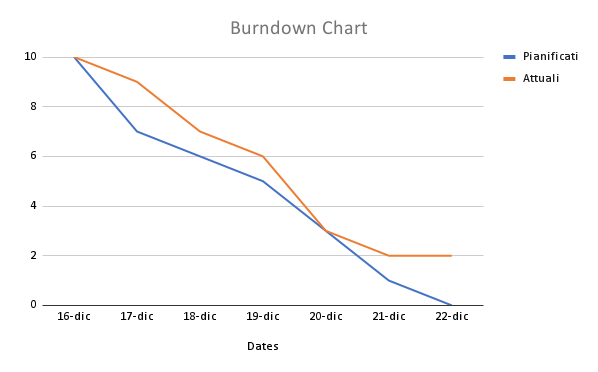 Burndown Chart
Pianificati
Attuali
10
8
6
4
2
0
16-dic 17-dic 18-dic 19-dic 20-dic 21-dic 22-dic
Dates